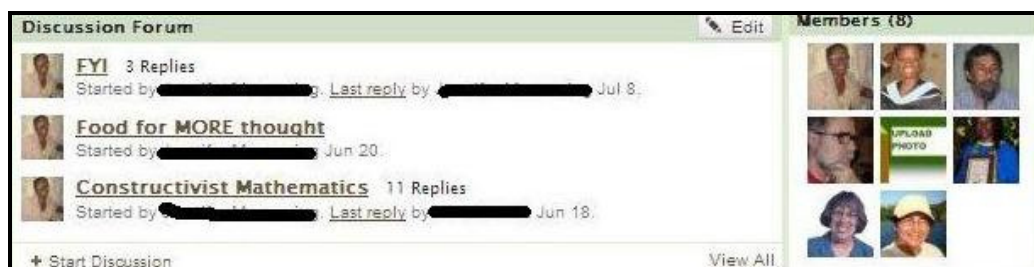 Discussion Forum
Edit
FYI 3 Replies
Started by Last reply by Jul 8.
Food for MORE thought
Started by Jun 20.
Constructivist Mathematics 11 Replies
Started by Last reply by Jun 18.
+ Start Discussion
View All
Members (8)
UPLOAD
PHOTO